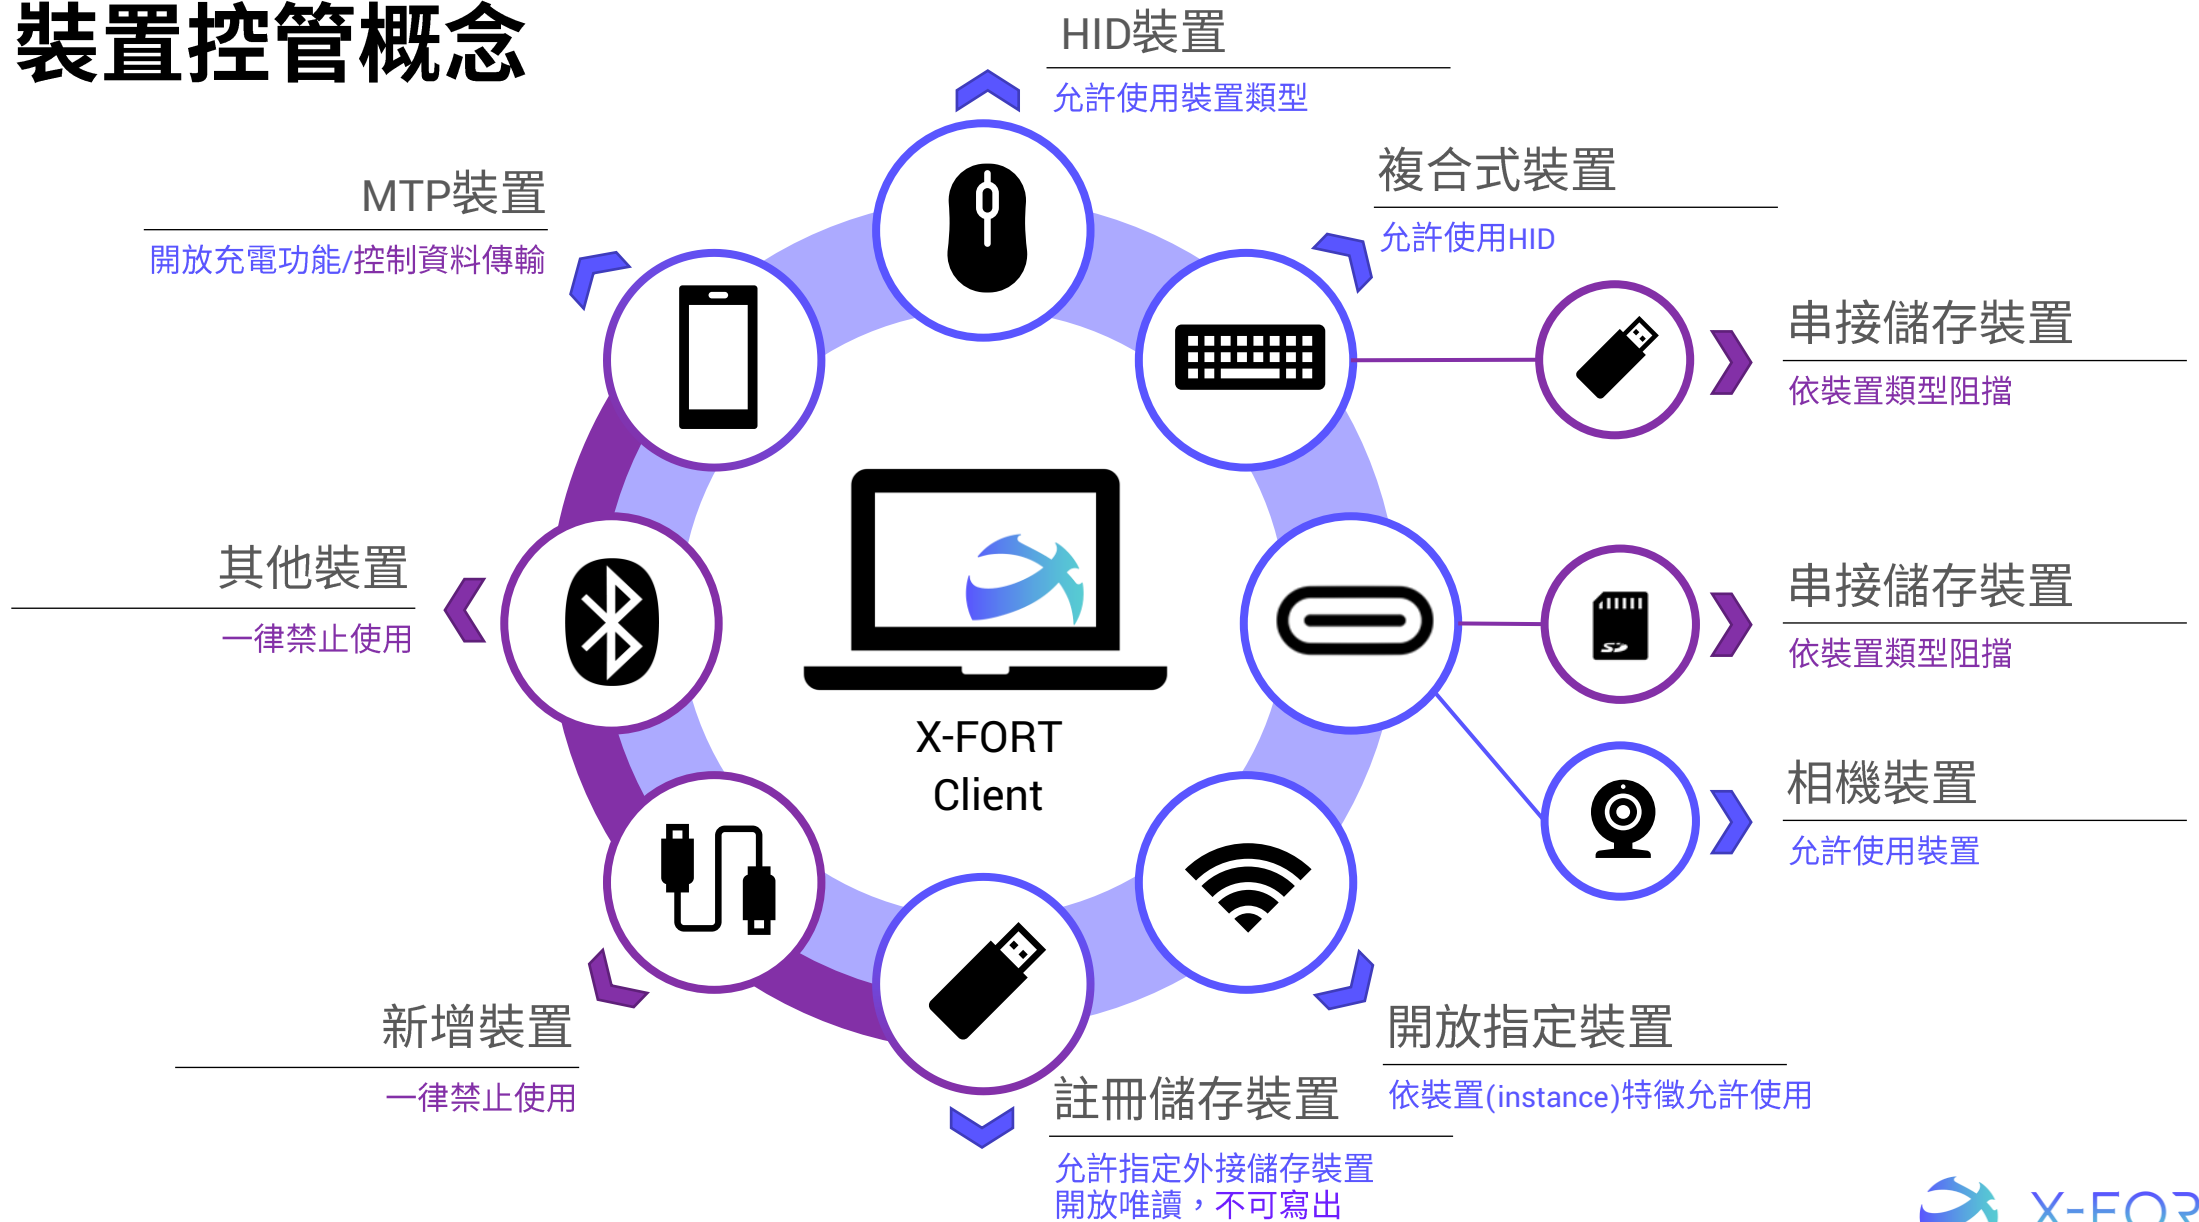 裝置控管概念
HID裝置
允許使用裝置類型
複合式裝置
允許使用HID
MTP裝置
開放充電功能/控制資料傳輸
串接儲存裝置
依裝置類型阻擋
其他裝置
一律禁止使用
串接儲存裝置
依裝置類型阻擋
X-FORT
Client
相機裝置
允許使用裝置
新增裝置
一律禁止使用
開放指定裝置
依裝置(instance)特徵允許使用
註冊儲存裝置
允許指定外接儲存裝置
開放唯讀，不可寫出
SD